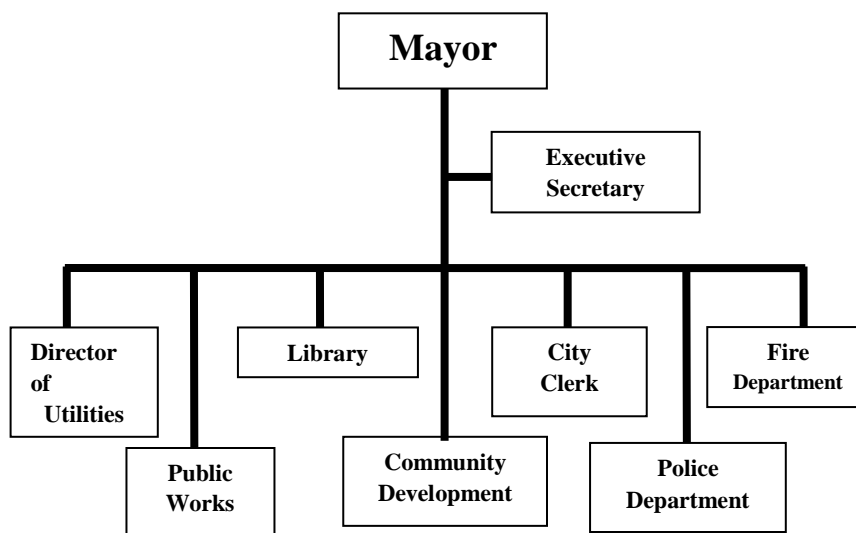 Mayor
Executive
Secretary
Director
of
Utilities
Library
City
Clerk
Fire
Department
Public
Works
Community
Development
Police
Department